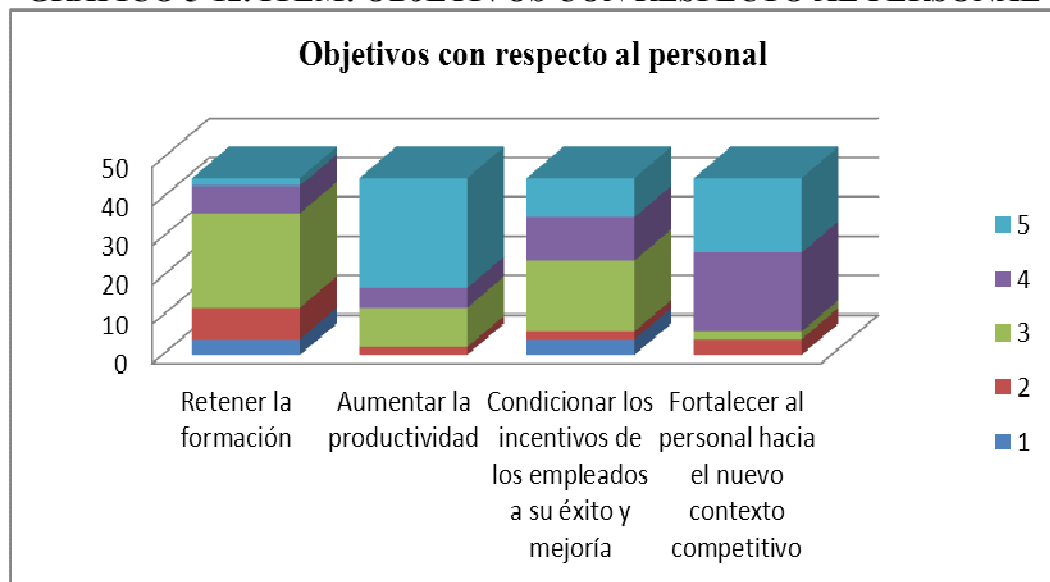 Objetivos con respecto al personal
50
40
30
20
10
0
Retener la
formación
Aumentar la
productividad
Condicionar los
incentivos de
los empleados
a su éxito y
mejoría
Fortalecer al
personal hacia
el nuevo
contexto
competitivo
5
4
3
2
1